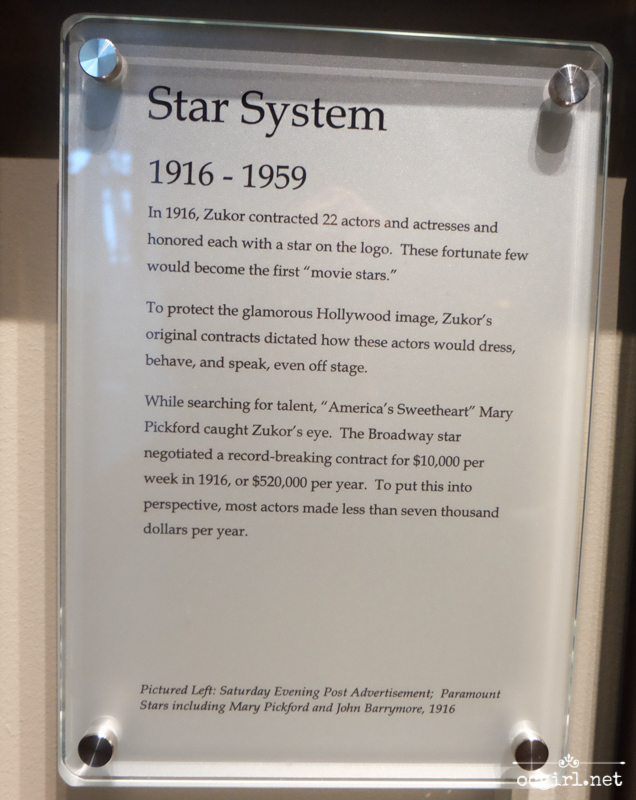 Star System
1916 - 1959
In 1916, Zukor contracted 22 actors and actresses and
honored each with a star on the logo.  These fortunate few
would become the first “movie stars.”
To protect the glamorous Hollywood image, Zukor’s
original contracts dictated how these actors would dress,
behave, and speak, even off stage.
While searching for talent, “America’s Sweetheart” Mary
Pickford caught Zukor’s eye.  The Broadway star
negotiated a record-breaking contract for $10,000 per
week in 1916, or $520,000 per year.  To put this into
perspective, most actors made less than seven thousand
dollars per year.
Pictured Left: Saturday Evening Post Advertisement;  Paramount
Stars including Mary Pickford and John Barrymore, 1916
ocgirl.net